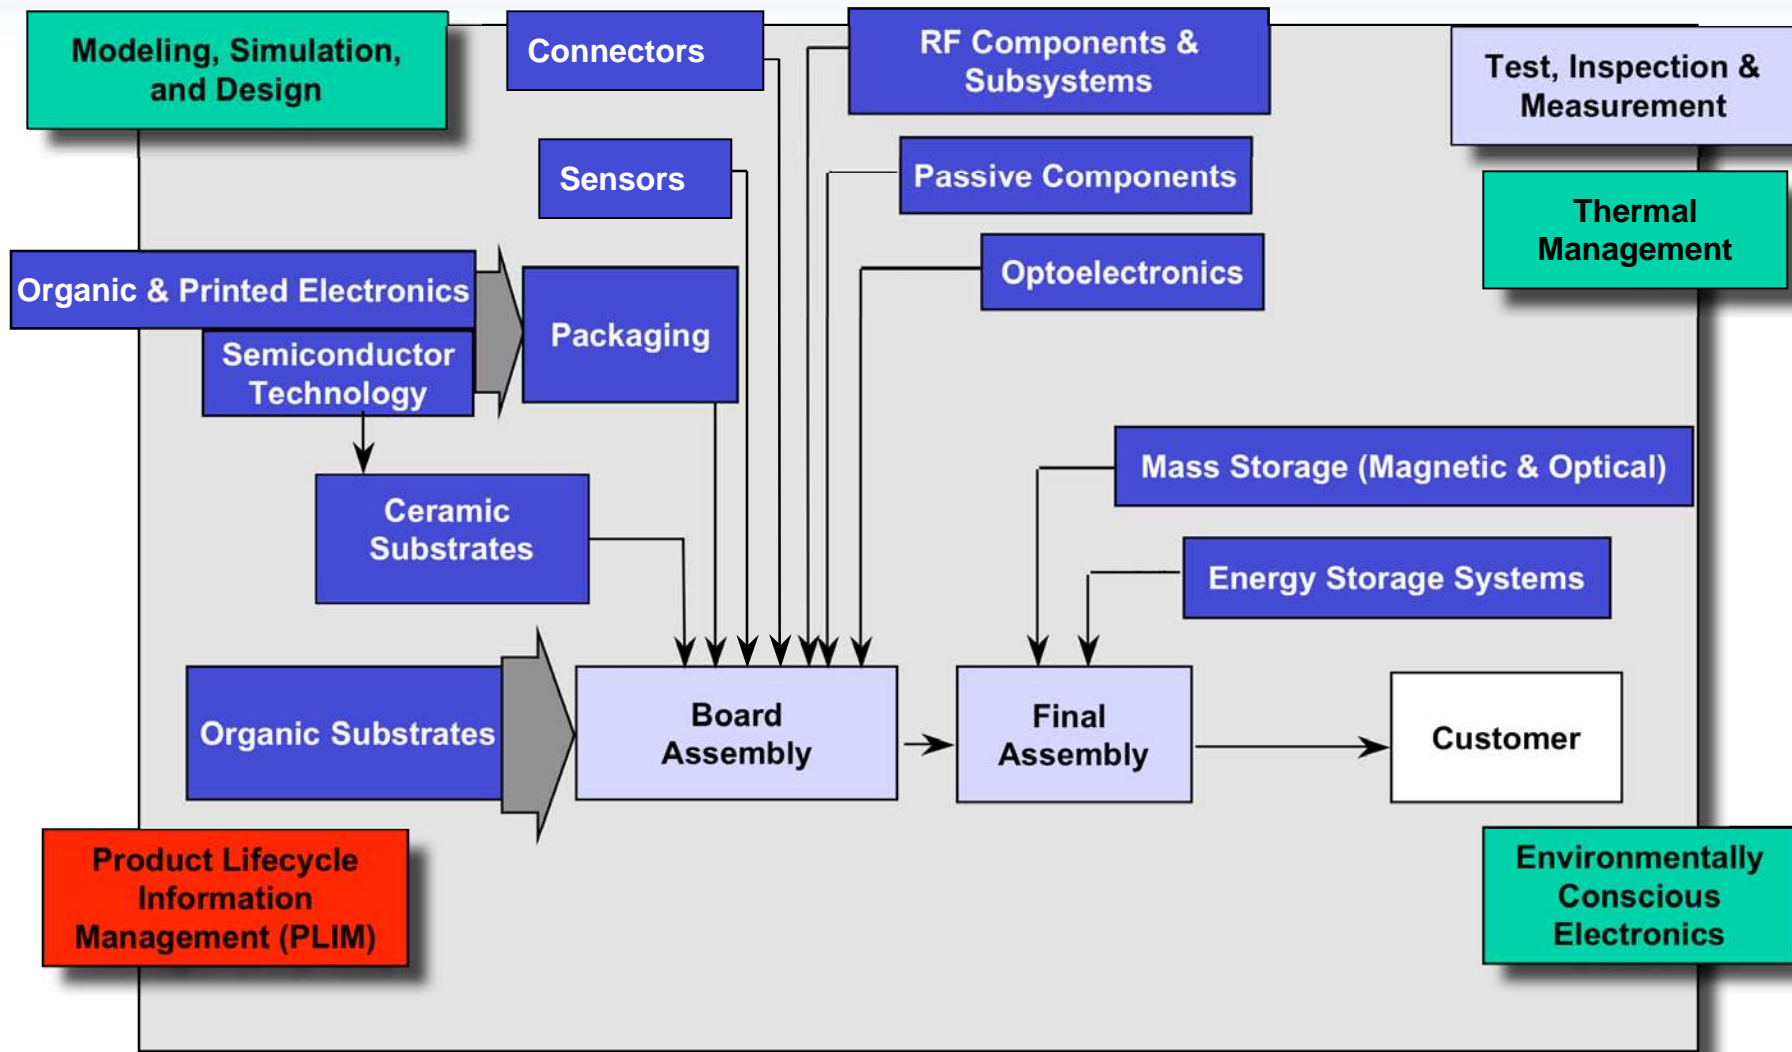 Modeling, Simulation,
and Design
Connectors
RF Components &
Subsystems
Test, Inspection &
Measurement
Sensors
Passive Components
Thermal
Management
Organic & Printed Electronics
Packaging
Optoelectronics
Semiconductor
Technology
Mass Storage (Magnetic & Optical)
Ceramic
Substrates
Energy Storage Systems
Organic Substrates
Board
Assembly
Final
Assembly
Customer
Product Lifecycle
Information
Management (PLIM)
Environmentally
Conscious
Electronics